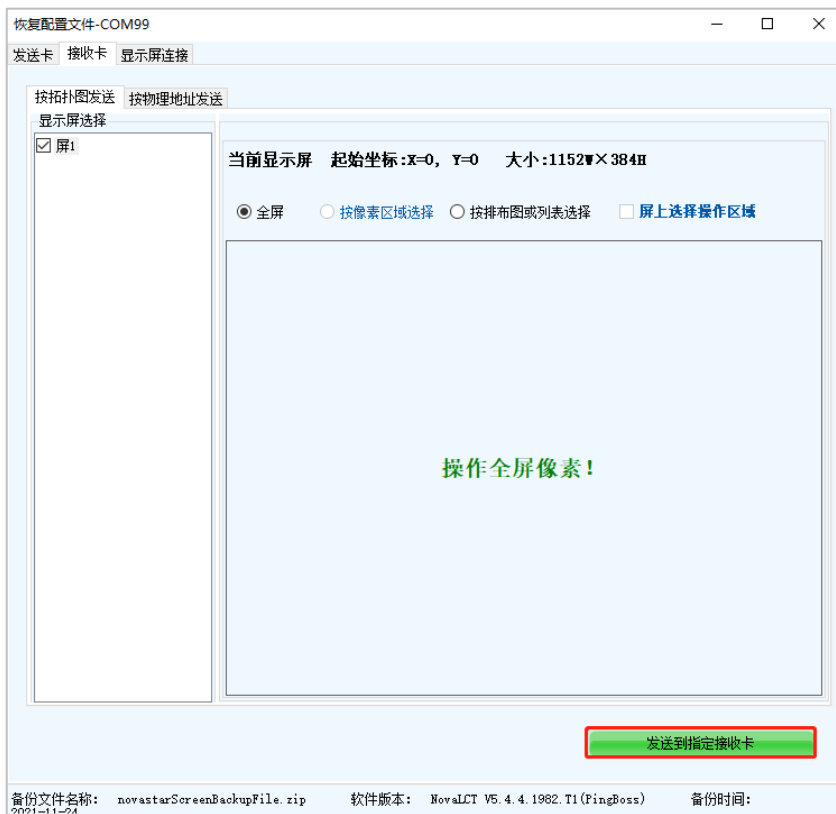 恢复配置文件-COM99
发送卡 接收卡 显示屏连接
按拓扑图发送 按物理地址发送
显示屏选择
屏1
当前显示屏 起始坐标:X=0, Y=0 大小:1152W×384H
全屏 按像素区域选择 按排布图或列表选择 屏上选择操作区域
操作全屏像素!
发送到指定接收卡
备份文件名称: novastarScreenBackupFile.zip 软件版本: NovaLCT V5.4.4.1982.T1(PingBoss) 备份时间:
2021-11-24